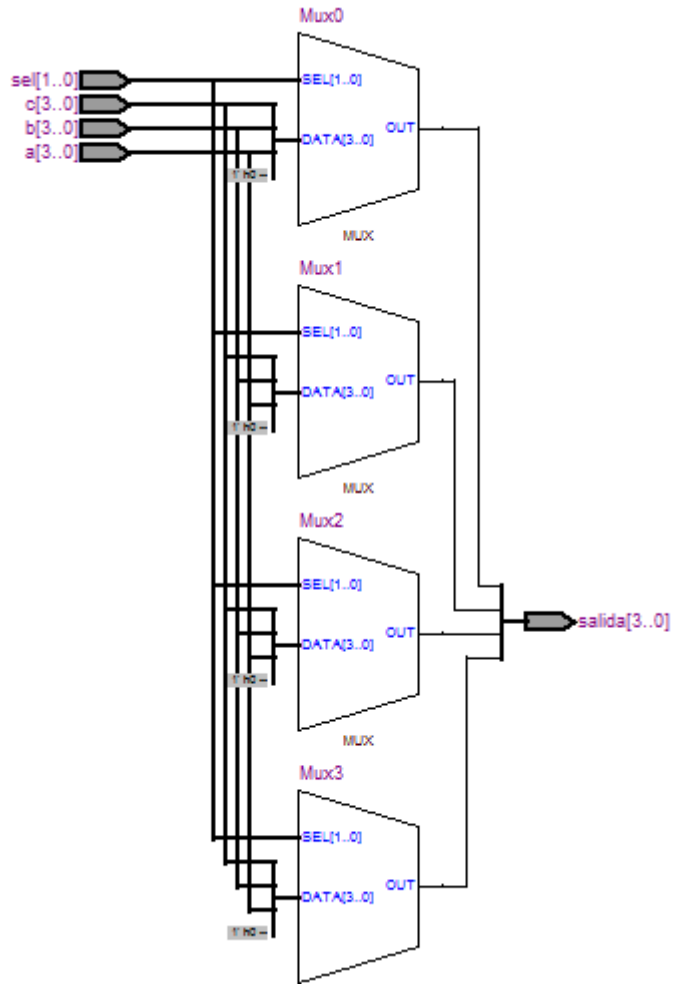 Mux0
sel[1..0]
SEL[1..0]
c[3..0]
b[3..0]
OUT
DATA[3..0]
a[3..0]
1' h0
MUX
Mux1
SEL[1..0]
OUT
DATA[3..0]
1' h0
MUX
Mux2
SEL[1..0]
salida[3..0]
OUT
DATA[3..0]
1' h0
MUX
Mux3
SEL[1..0]
OUT
DATA[3..0]
1' h0